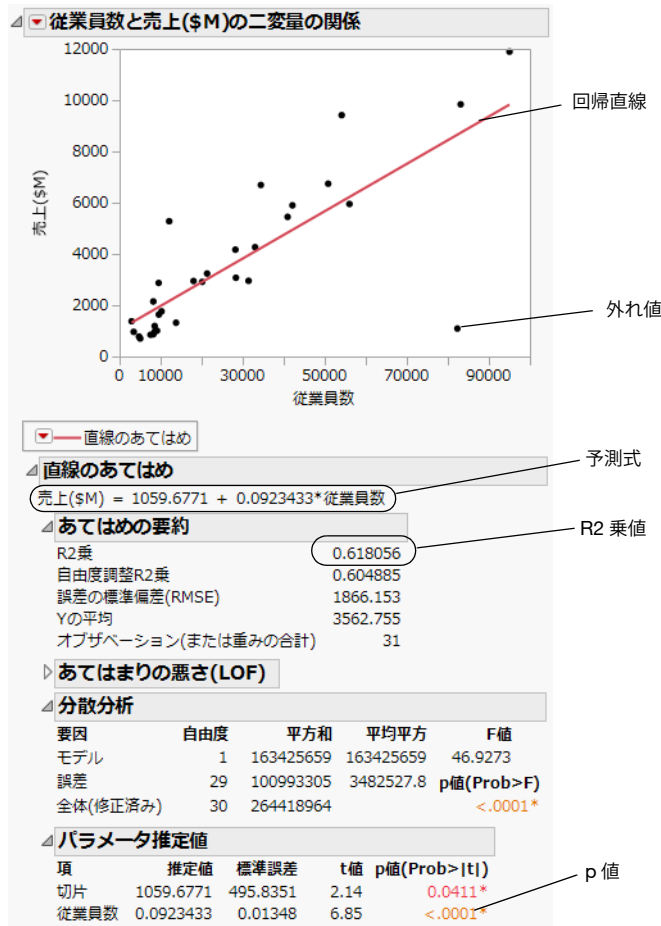 従業員数と売上($M)の二変量の関係
12000
10000
8000
6000
4000
2000
0
売上($M)
0 10000 30000 50000 70000 90000
従業員数
回帰直線
外れ値
直線のあてはめ
直線のあてはめ
予測式
売上($M) = 1059.6771 + 0.0923433*従業員数
あてはめの要約
R2 乗値
R2乗 0.618056
自由度調整R2乗 0.604885
誤差の標準偏差(RMSE) 1866.153
Yの平均 3562.755
オブザベーション(または重みの合計) 31
あてはまりの悪さ(LOF)
分散分析
要因 自由度 平方和 平均平方 F値
モデル 1 163425659 163425659 46.9273
誤差 29 100993305 3482527.8 p値(Prob>F)
全体(修正済み) 30 264418964 <.0001*
パラメータ推定値
項 推定値 標準誤差 t値 p値(Prob>|t|)
p 値
切片 1059.6771 495.8351 2.14 0.0411*
従業員数 0.0923433 0.01348 6.85 <.0001*